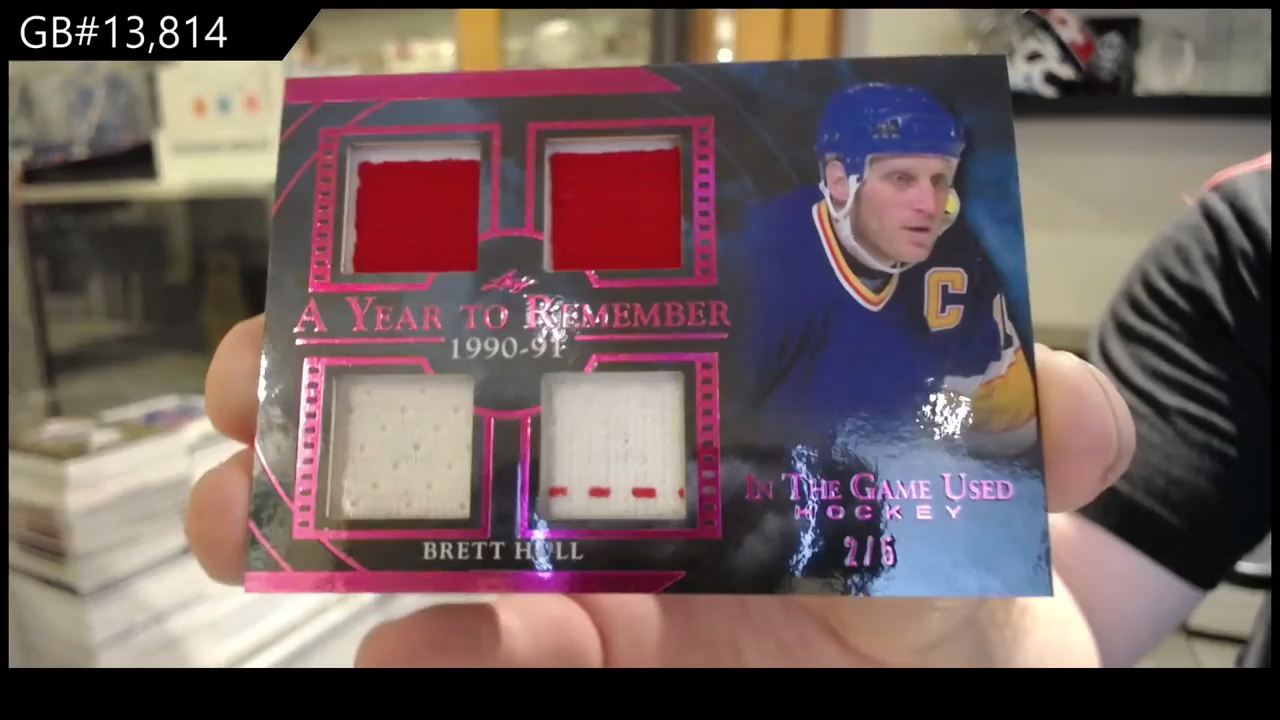 GB#13,814
Leaf
A YEAR TO REMEMBER
1990-91
BRETT HULL
C
IN THE GAME USED
HOCKEY
2/5